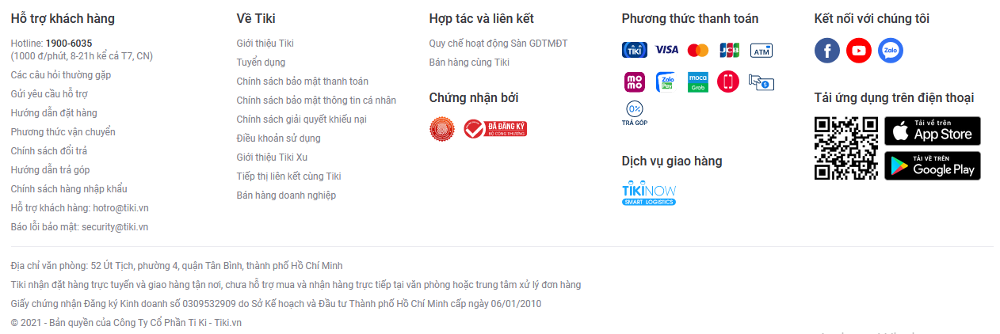 Hỗ trợ khách hàng
Hotline: 1900-6035
(1000 đ/phút, 8-21h kể cả T7, CN)
Các câu hỏi thường gặp
Gửi yêu cầu hỗ trợ
Hướng dẫn đặt hàng
Phương thức vận chuyển
Chính sách đổi trả
Hướng dẫn trả góp
Chính sách hàng nhập khẩu
Hỗ trợ khách hàng: hotro@tiki.vn
Báo lỗi bảo mật: security@tiki.vn
Về Tiki
Giới thiệu Tiki
Tuyển dụng
Chính sách bảo mật thanh toán
Chính sách bảo mật thông tin cá nhân
Chính sách giải quyết khiếu nại
Điều khoản sử dụng
Giới thiệu Tiki Xu
Tiếp thị liên kết cùng Tiki
Bán hàng doanh nghiệp
Hợp tác và liên kết
Quy chế hoạt động Sàn GDTMĐT
Bán hàng cùng Tiki
Chứng nhận bởi
ĐÃ ĐĂNG KÝ
BỘ CÔNG THƯƠNG
Phương thức thanh toán
TIKI VISA JCB ATM
MOMO Zalo Pay moca Grab
0%
TRẢ GÓP
Dịch vụ giao hàng
TIKINOW
SMART LOGISTICS
Kết nối với chúng tôi
Zalo
Tải ứng dụng trên điện thoại
Tải về trên
App Store
TẢI VỀ TRÊN
Google Play
Địa chỉ văn phòng: 52 Út Tịch, phường 4, quận Tân Bình, thành phố Hồ Chí Minh
Tiki nhận đặt hàng trực tuyến và giao hàng tận nơi, chưa hỗ trợ mua và nhận hàng trực tiếp tại văn phòng hoặc trung tâm xử lý đơn hàng
Giấy chứng nhận Đăng ký Kinh doanh số 0309532909 do Sở Kế hoạch và Đầu tư Thành phố Hồ Chí Minh cấp ngày 06/01/2010
© 2021 - Bản quyền của Công Ty Cổ Phần Ti Ki - Tiki.vn